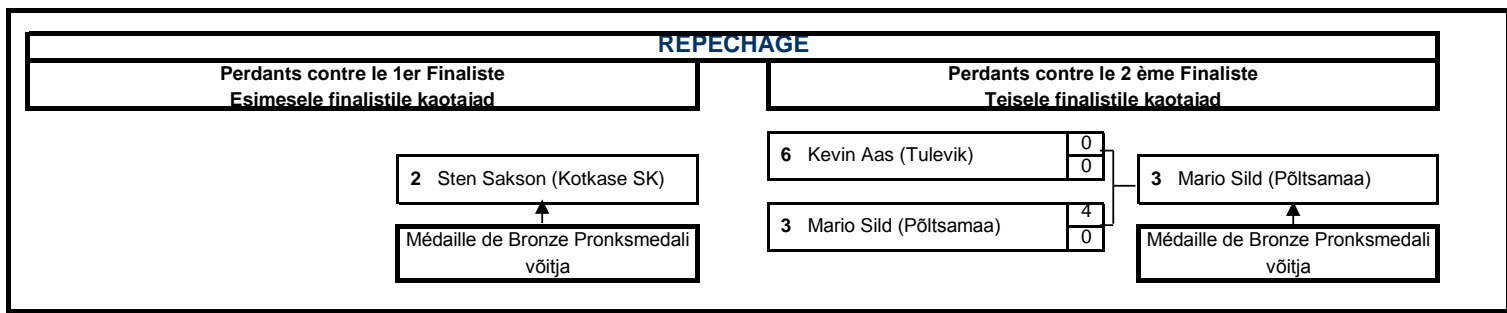 REPECHAGE
Perdants contre le 1er Finaliste
Esimesele finalistile kaotajad
Perdants contre le 2 ème Finaliste
Teisele finalistile kaotajad
2 Sten Sakson (Kotkase SK)
Médaille de Bronze Pronksmedali
võitja
6 Kevin Aas (Tulevik) 0
0
3 Mario Sild (Põltsamaa) 4
0
3 Mario Sild (Põltsamaa)
Médaille de Bronze Pronksmedali
võitja